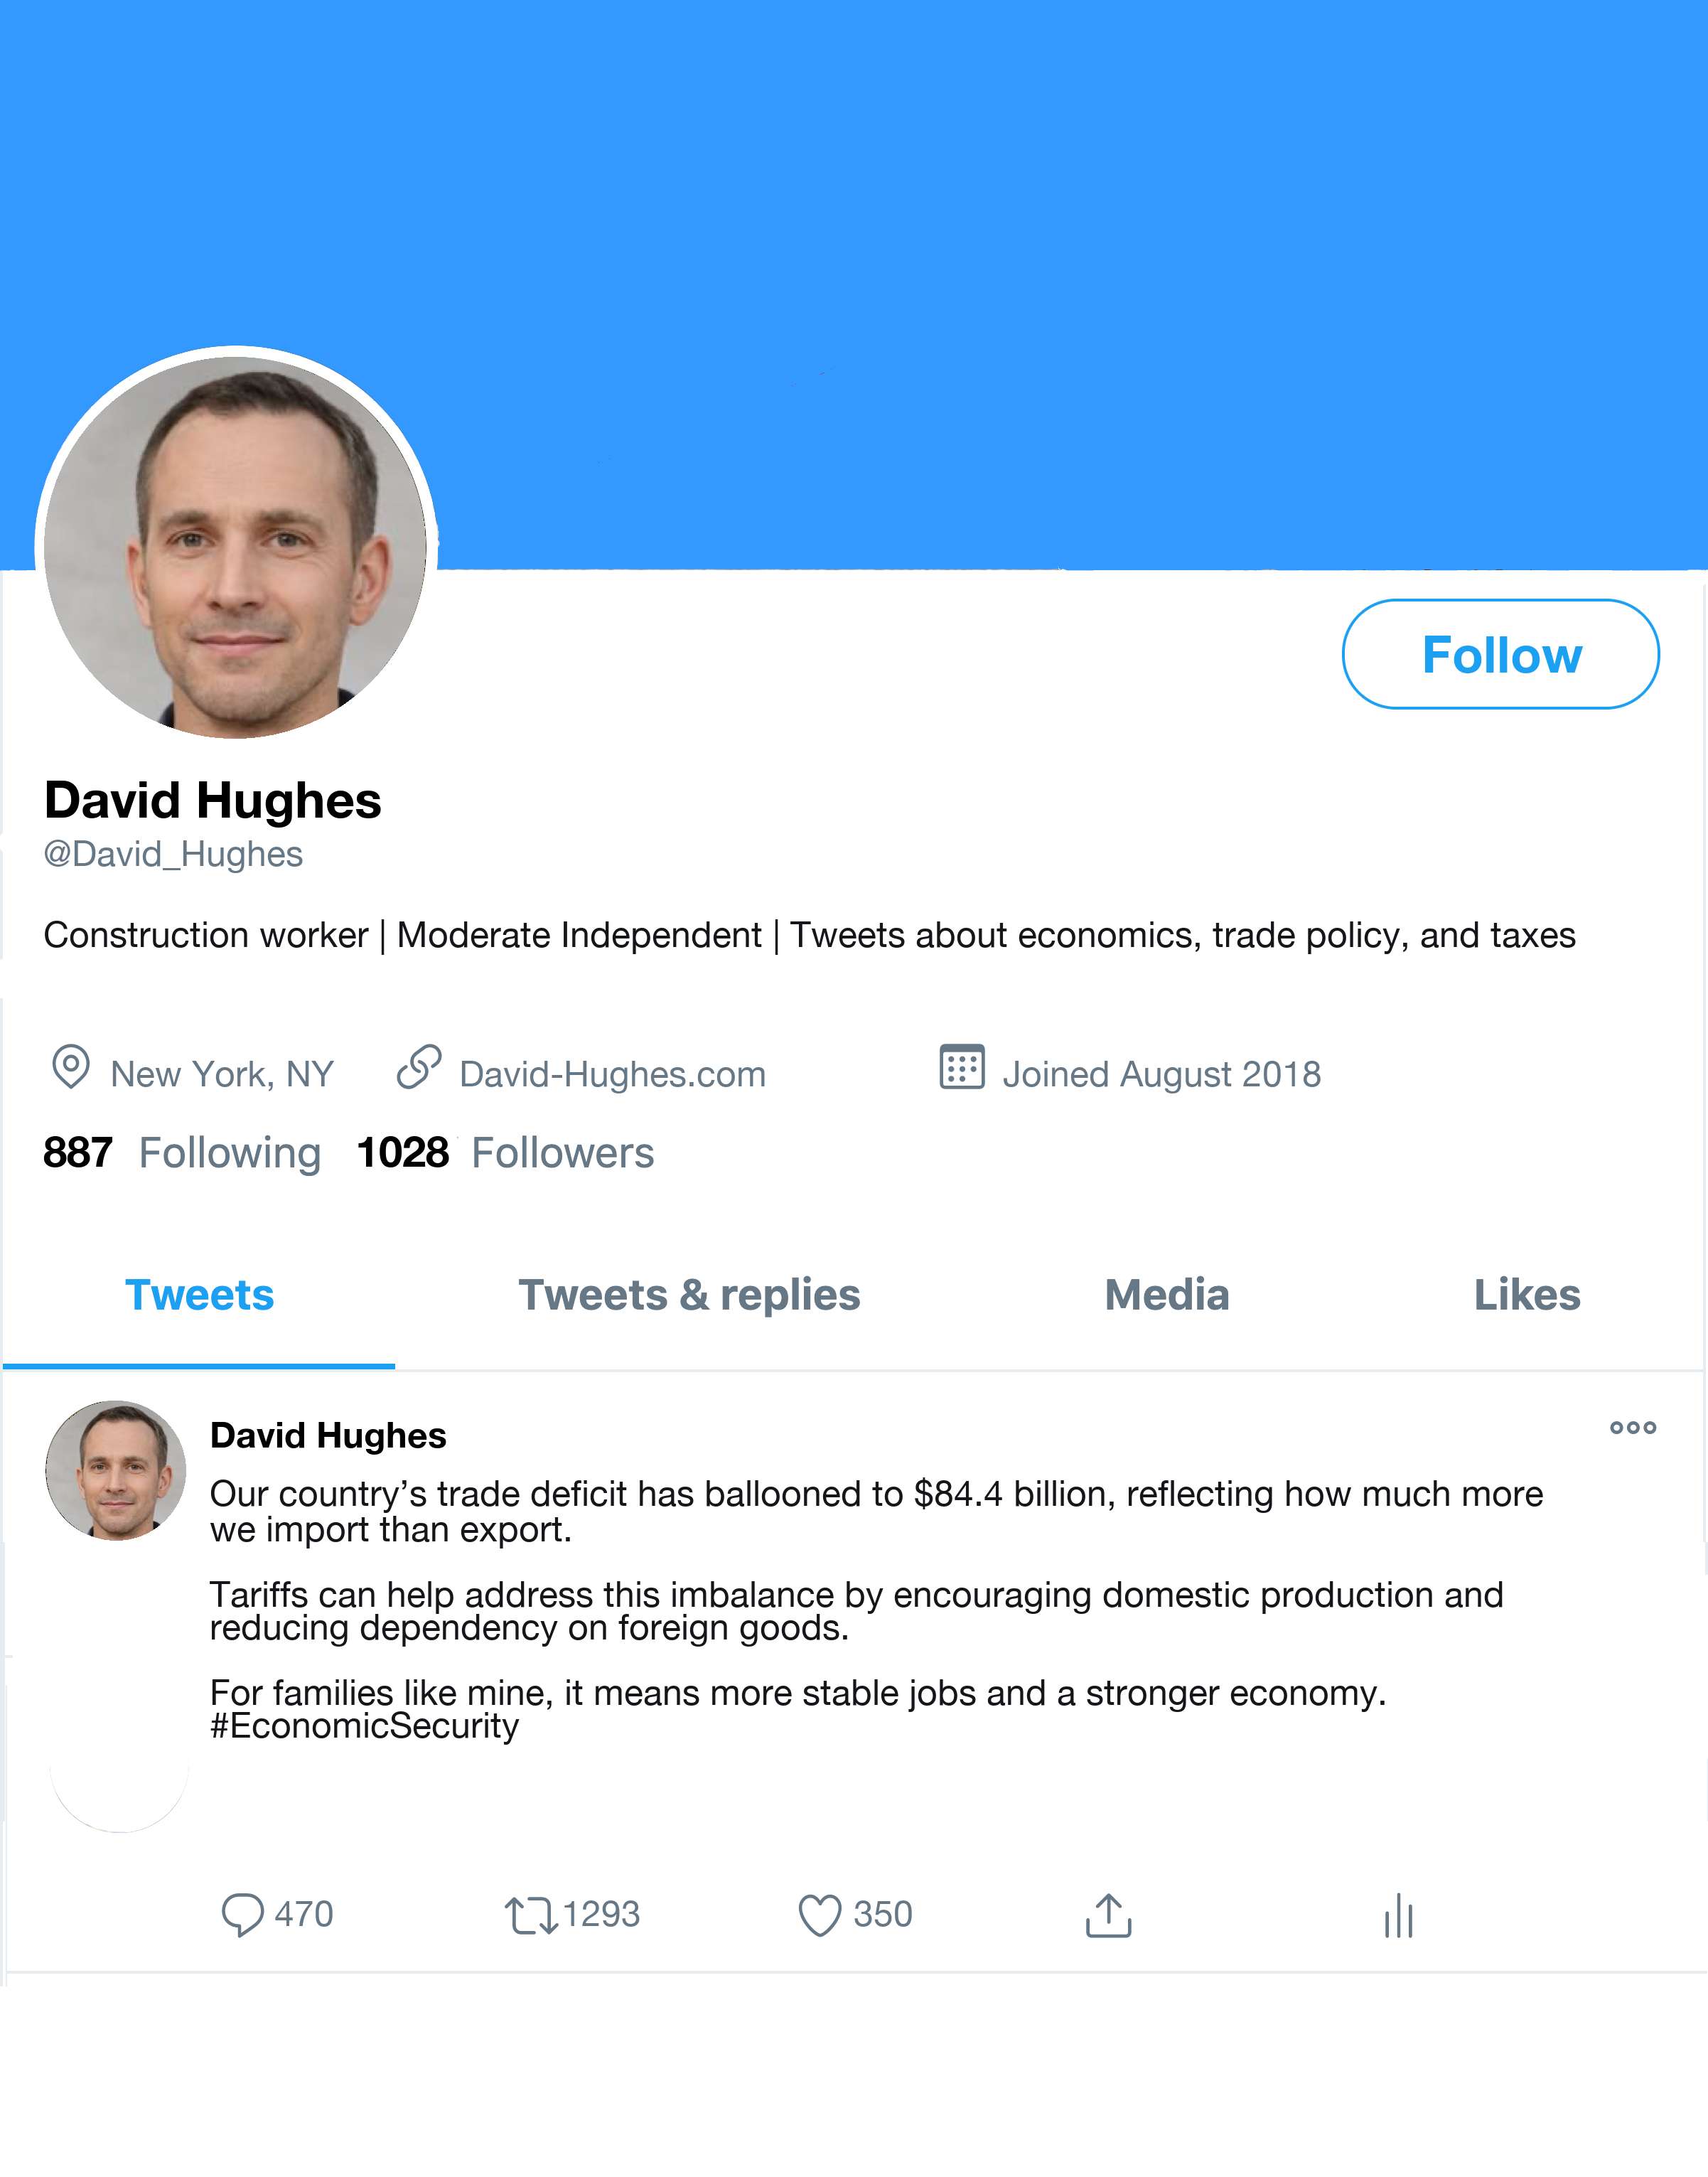 Follow
David Hughes
@David_Hughes
Construction worker | Moderate Independent | Tweets about economics, trade policy, and taxes
New York, NY David-Hughes.com Joined August 2018
887 Following 1028 Followers
Tweets Tweets & replies Media Likes
David Hughes
Our country’s trade deficit has ballooned to $84.4 billion, reflecting how much more
we import than export.
Tariffs can help address this imbalance by encouraging domestic production and
reducing dependency on foreign goods.
For families like mine, it means more stable jobs and a stronger economy.
#EconomicSecurity
470 1293 350